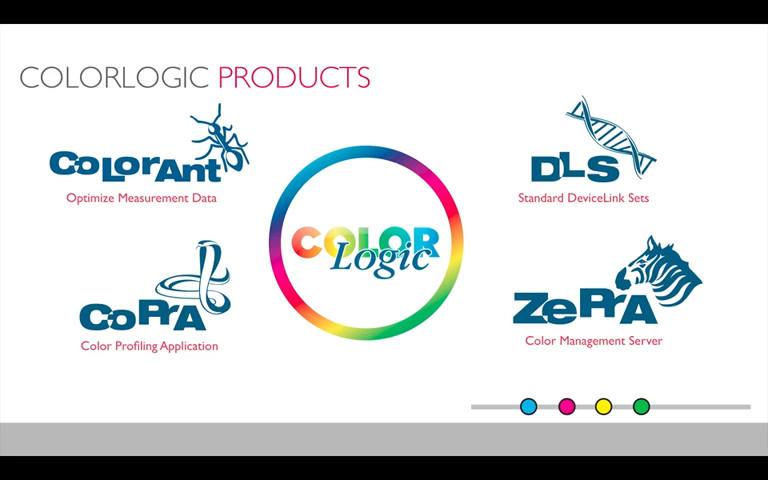 COLORLOGIC PRODUCTS
COLORANT
Optimize Measurement Data
DLS
Standard DeviceLink Sets
COLOR
Logic
CoPrA
Color Profiling Application
ZePrA
Color Management Server